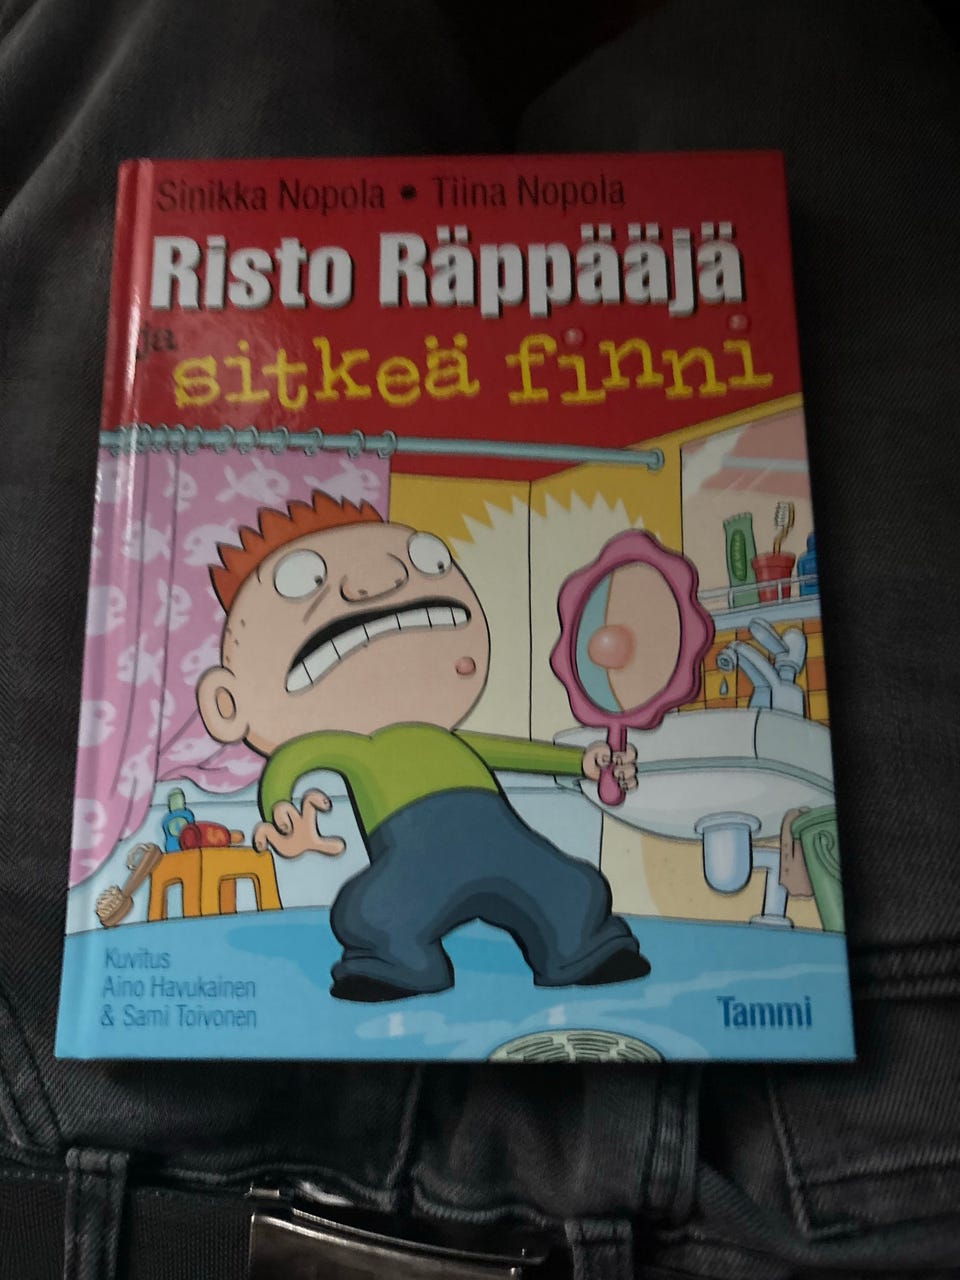 Sinikka Nopola • Tiina Nopola
Risto Räppääjä
ja
sitkeä finni
Kuvitus
Aino Havukainen
& Sami Toivonen
Tammi